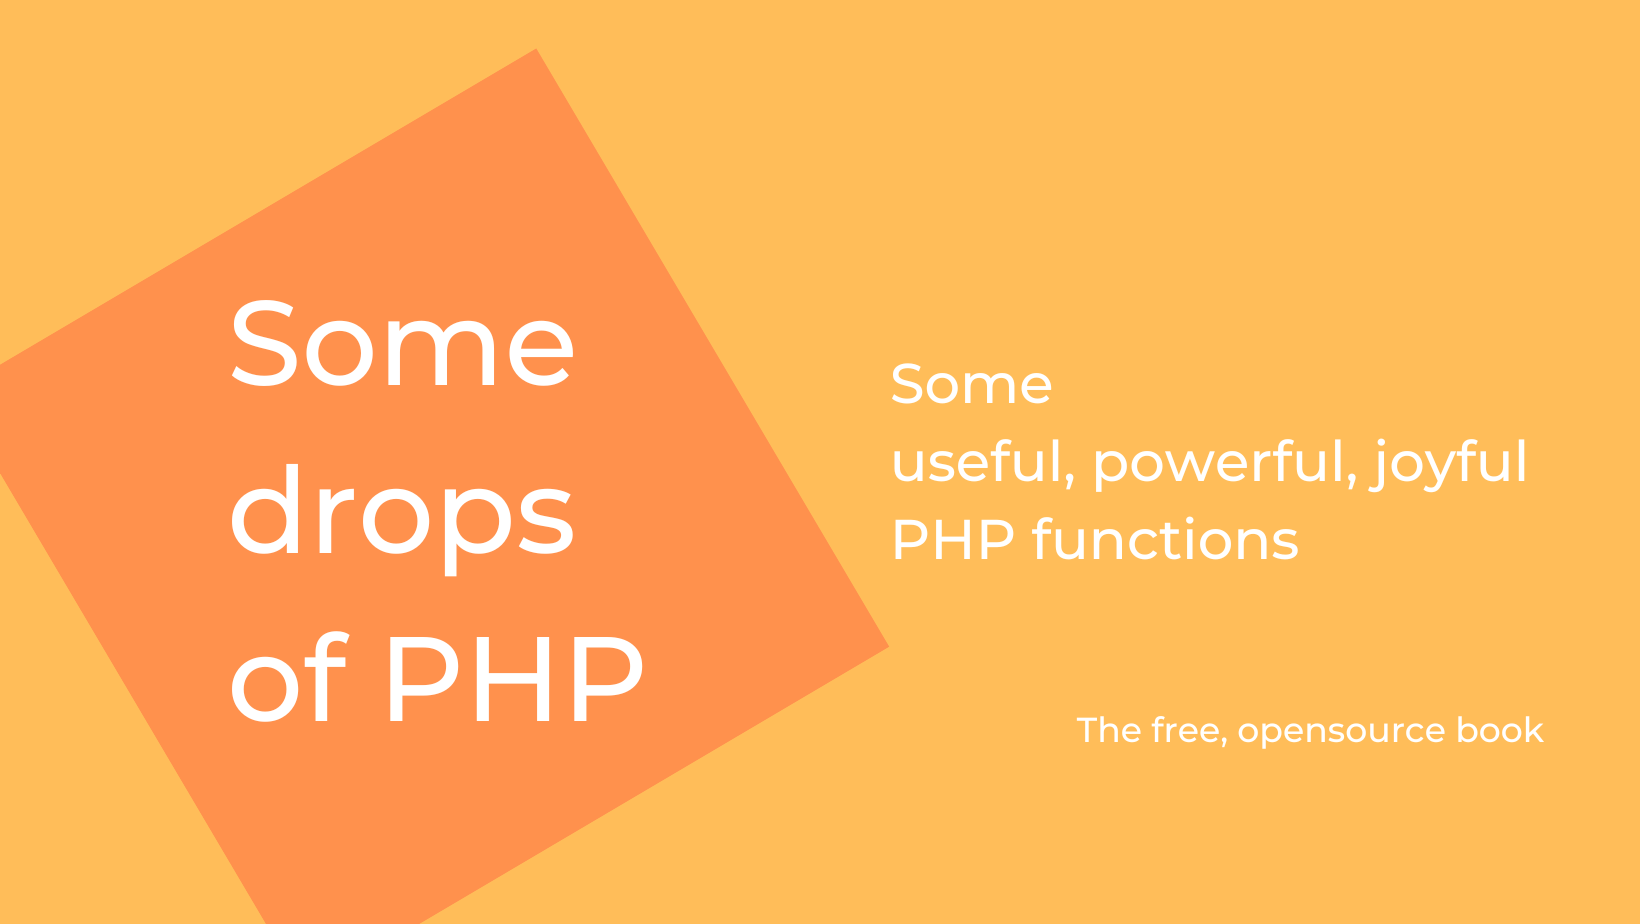 Some
drops
of PHP
Some
useful, powerful, joyful
PHP functions
The free, opensource book